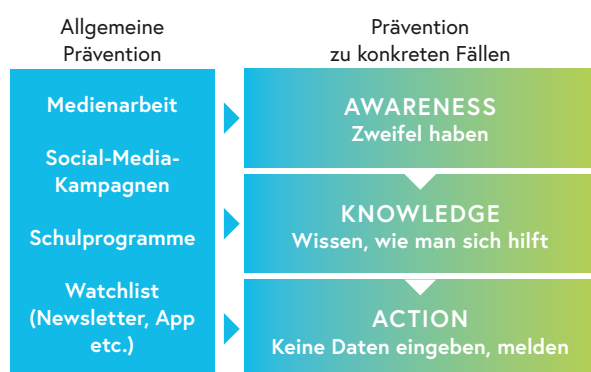 Allgemeine
Prävention
Medienarbeit
Social-Media-
Kampagnen
Schulprogramme
Watchlist
(Newsletter, App
etc.)
Prävention
zu konkreten Fällen
AWARENESS
Zweifel haben
KNOWLEDGE
Wissen, wie man sich hilft
ACTION
Keine Daten eingeben, melden